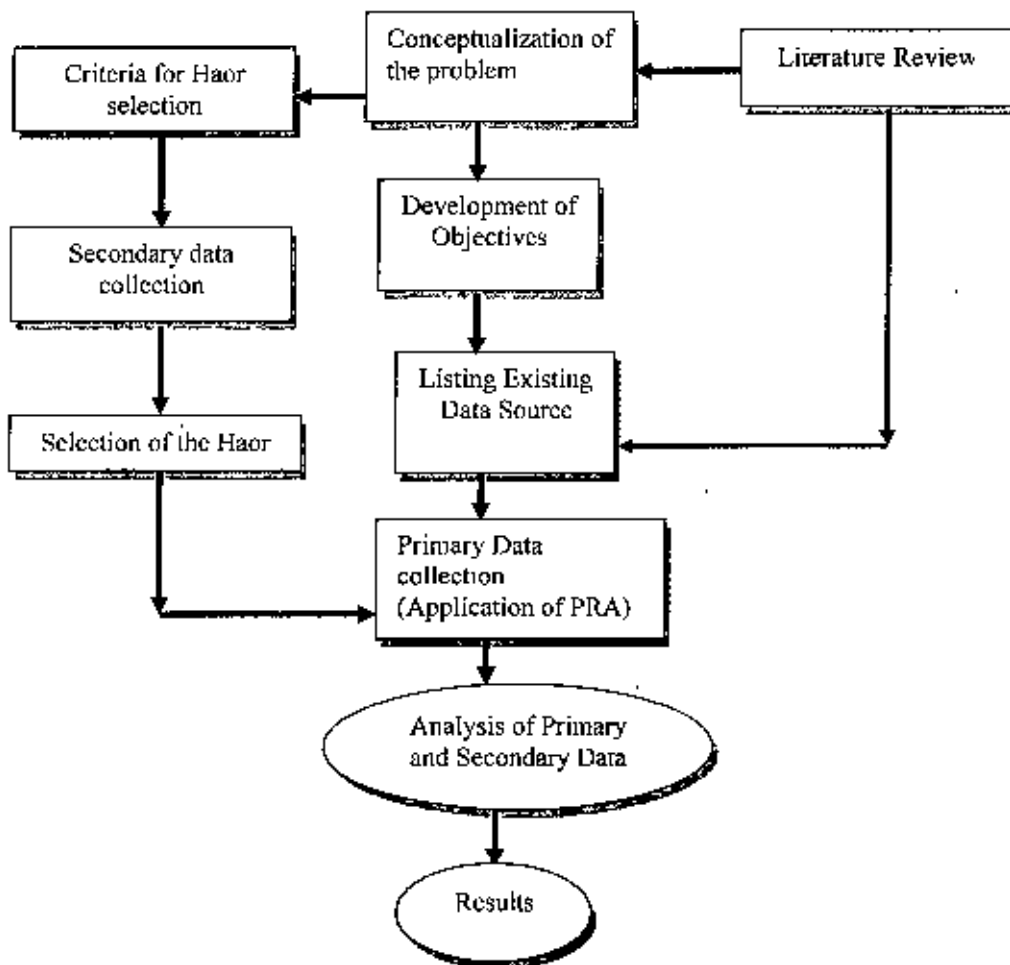 Conceptualization of
the problem
Literature Review
Criteria for Haor
selection
Development of
Objectives
Secondary data
collection
Listing Existing
Data Source
Selection of the Haor
Primary Data
collection
(Application of PRA)
Analysis of Primary
and Secondary Data
Results